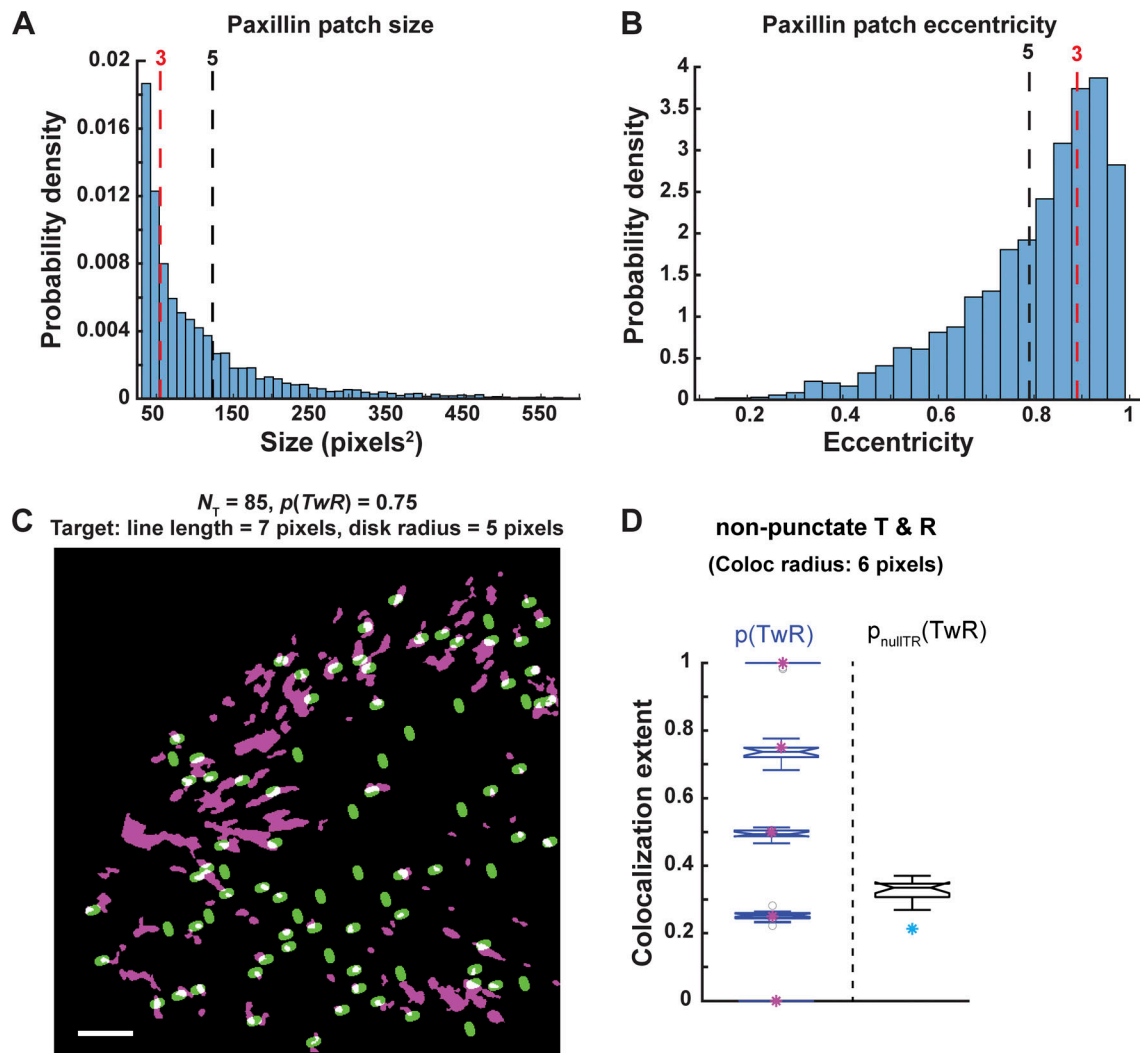 A
Paxillin patch size
3
5
0.02
0.016
0.012
0.008
0.004
0
Probability density
50
150
250
350
450
550
Size (pixels²)
B
Paxillin patch eccentricity
5
3
4
3.5
3
2.5
2
1.5
1
0.5
0
Probability density
0.2
0.4
0.6
0.8
1
Eccentricity
C
N_T = 85, p(TwR) = 0.75
Target: line length = 7 pixels, disk radius = 5 pixels
D
non-punctate T & R
(Coloc radius: 6 pixels)
p(TwR)
p_nullTR(TwR)
1
0.8
0.6
0.4
0.2
0
Colocalization extent